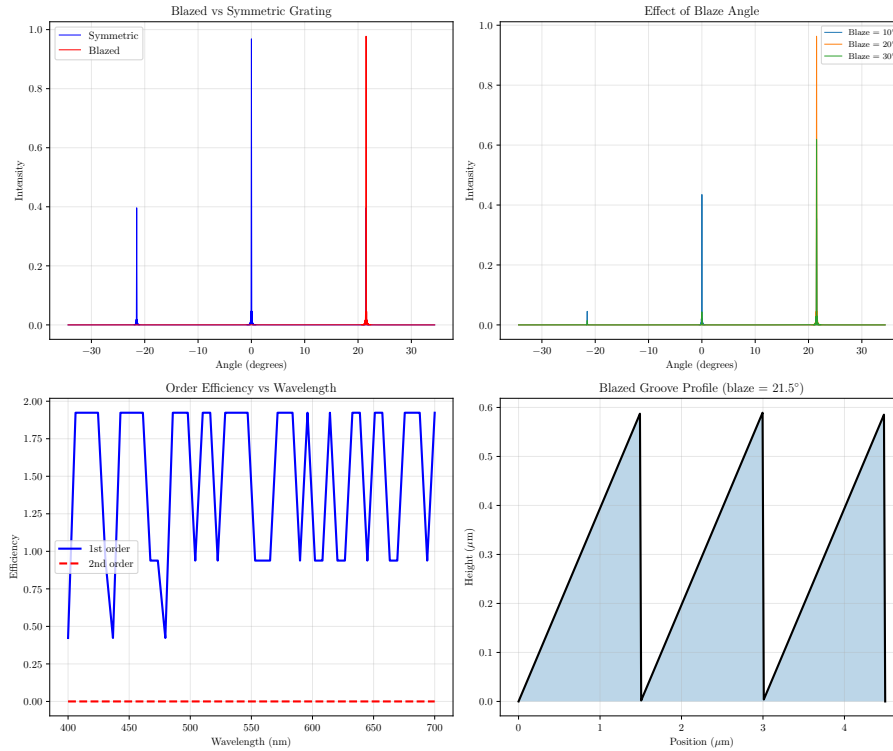 Blazed vs Symmetric Grating
Intensity
1.0
0.8
0.6
0.4
0.2
0.0
Symmetric
Blazed
−30 −20 −10 0 10 20 30
Angle (degrees)
Effect of Blaze Angle
Intensity
1.0
0.8
0.6
0.4
0.2
0.0
Blaze = 10°
Blaze = 20°
Blaze = 30°
−30 −20 −10 0 10 20 30
Angle (degrees)
Order Efficiency vs Wavelength
Efficiency
2.00
1.75
1.50
1.25
1.00
0.75
0.50
0.25
0.00
1st order
2nd order
400 450 500 550 600 650 700
Wavelength (nm)
Blazed Groove Profile (blaze = 21.5°)
Height (μm)
0.6
0.5
0.4
0.3
0.2
0.1
0.0
0 1 2 3 4
Position (μm)